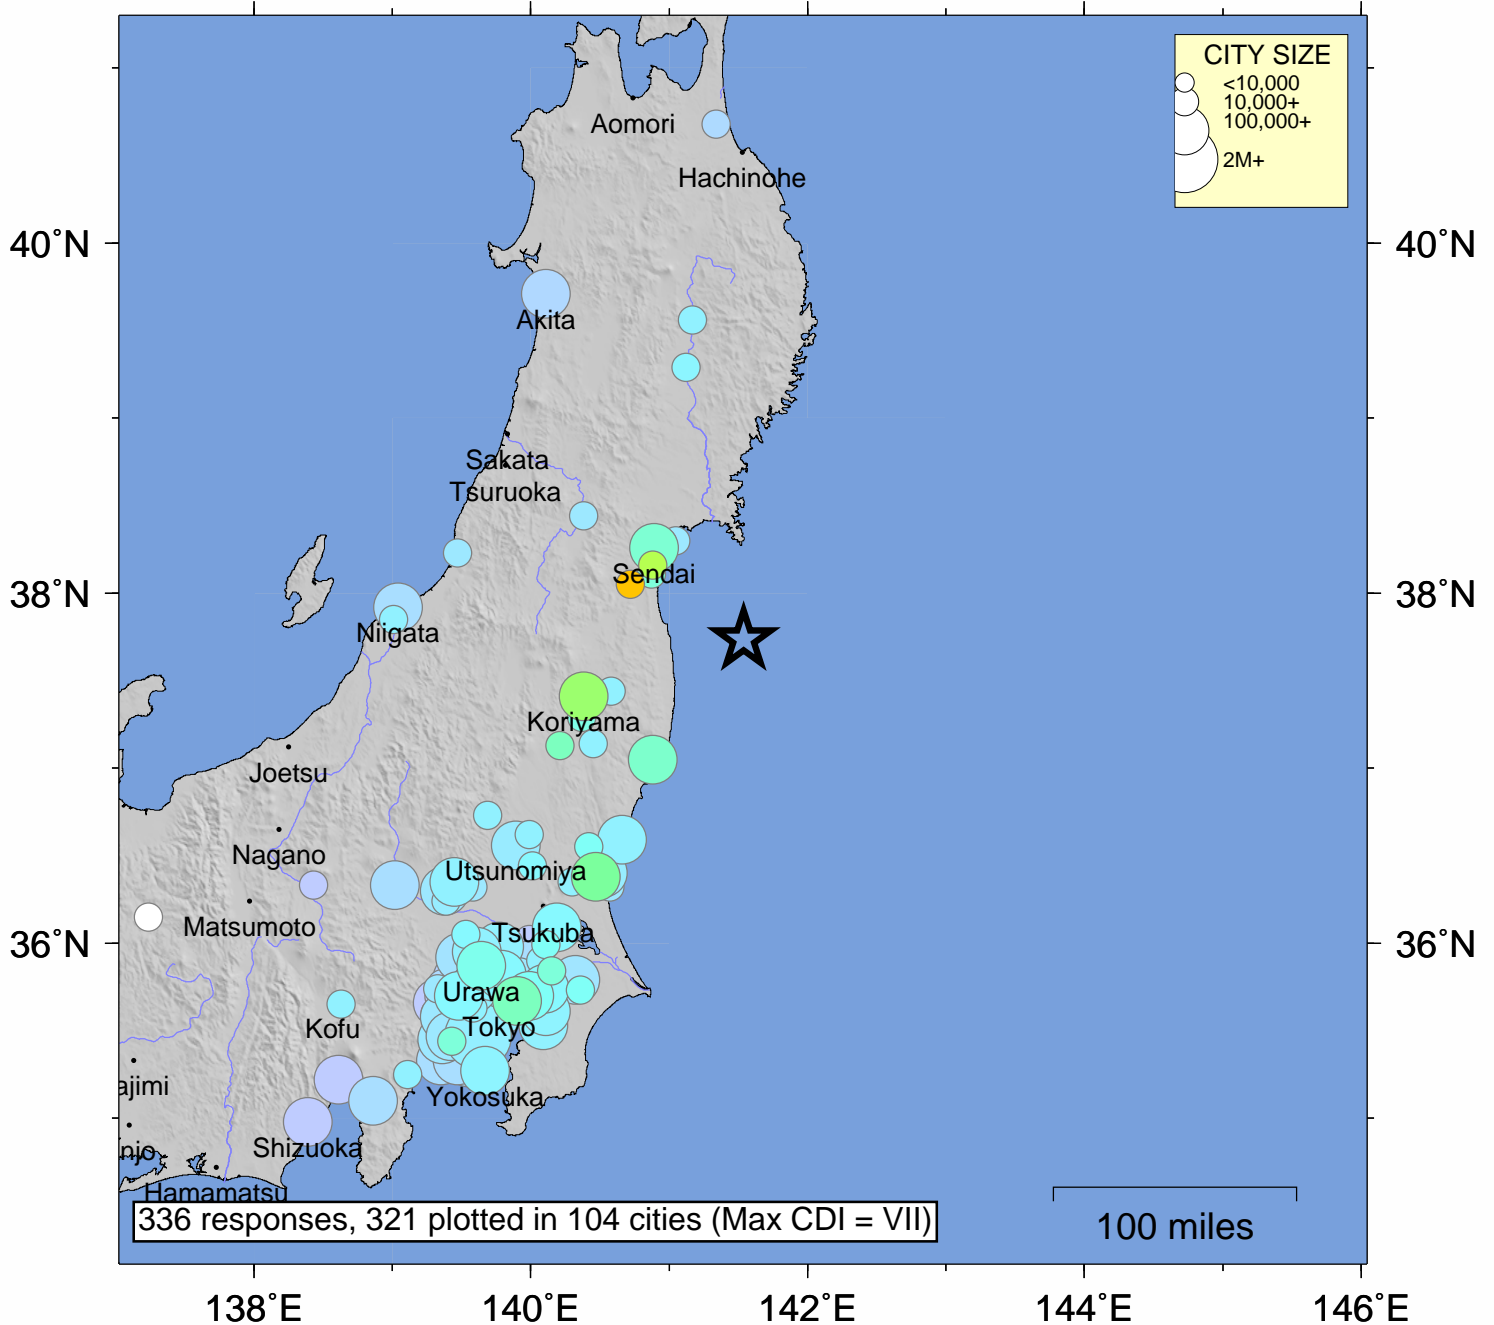 CITY SIZE
<10,000
10,000+
100,000+
2M+
Aomori
Hachinohe
40˚N
40˚N
Akita
Sakata
Tsuruoka
Sendai
38˚N
38˚N
Niigata
Koriyama
Joetsu
Nagano
Utsunomiya
Matsumoto
Tsukuba
36˚N
36˚N
Urawa
Kofu
Tokyo
ajimi
Yokosuka
Shizuoka
njo
Hamamatsu
336 responses, 321 plotted in 104 cities (Max CDI = VII)
100 miles
138˚E
140˚E
142˚E
144˚E
146˚E